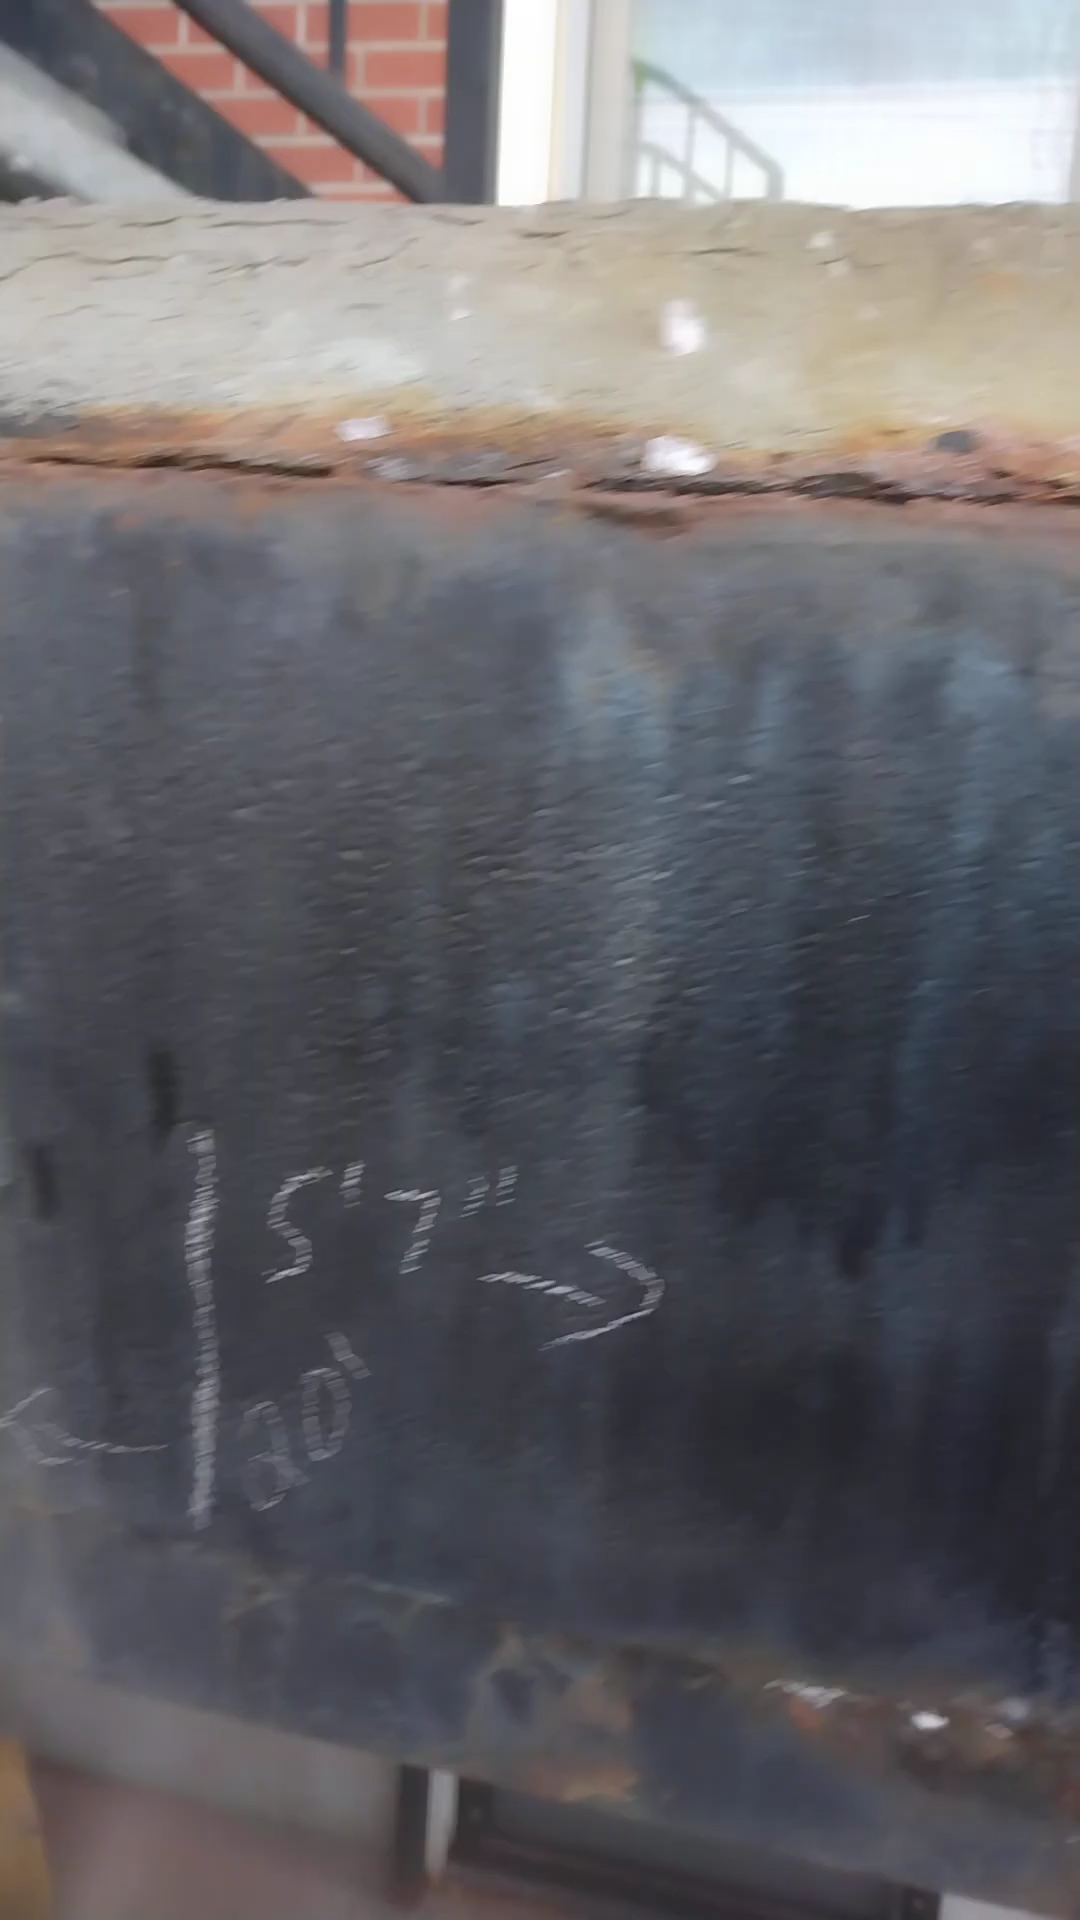 5' 7" →
← 20'